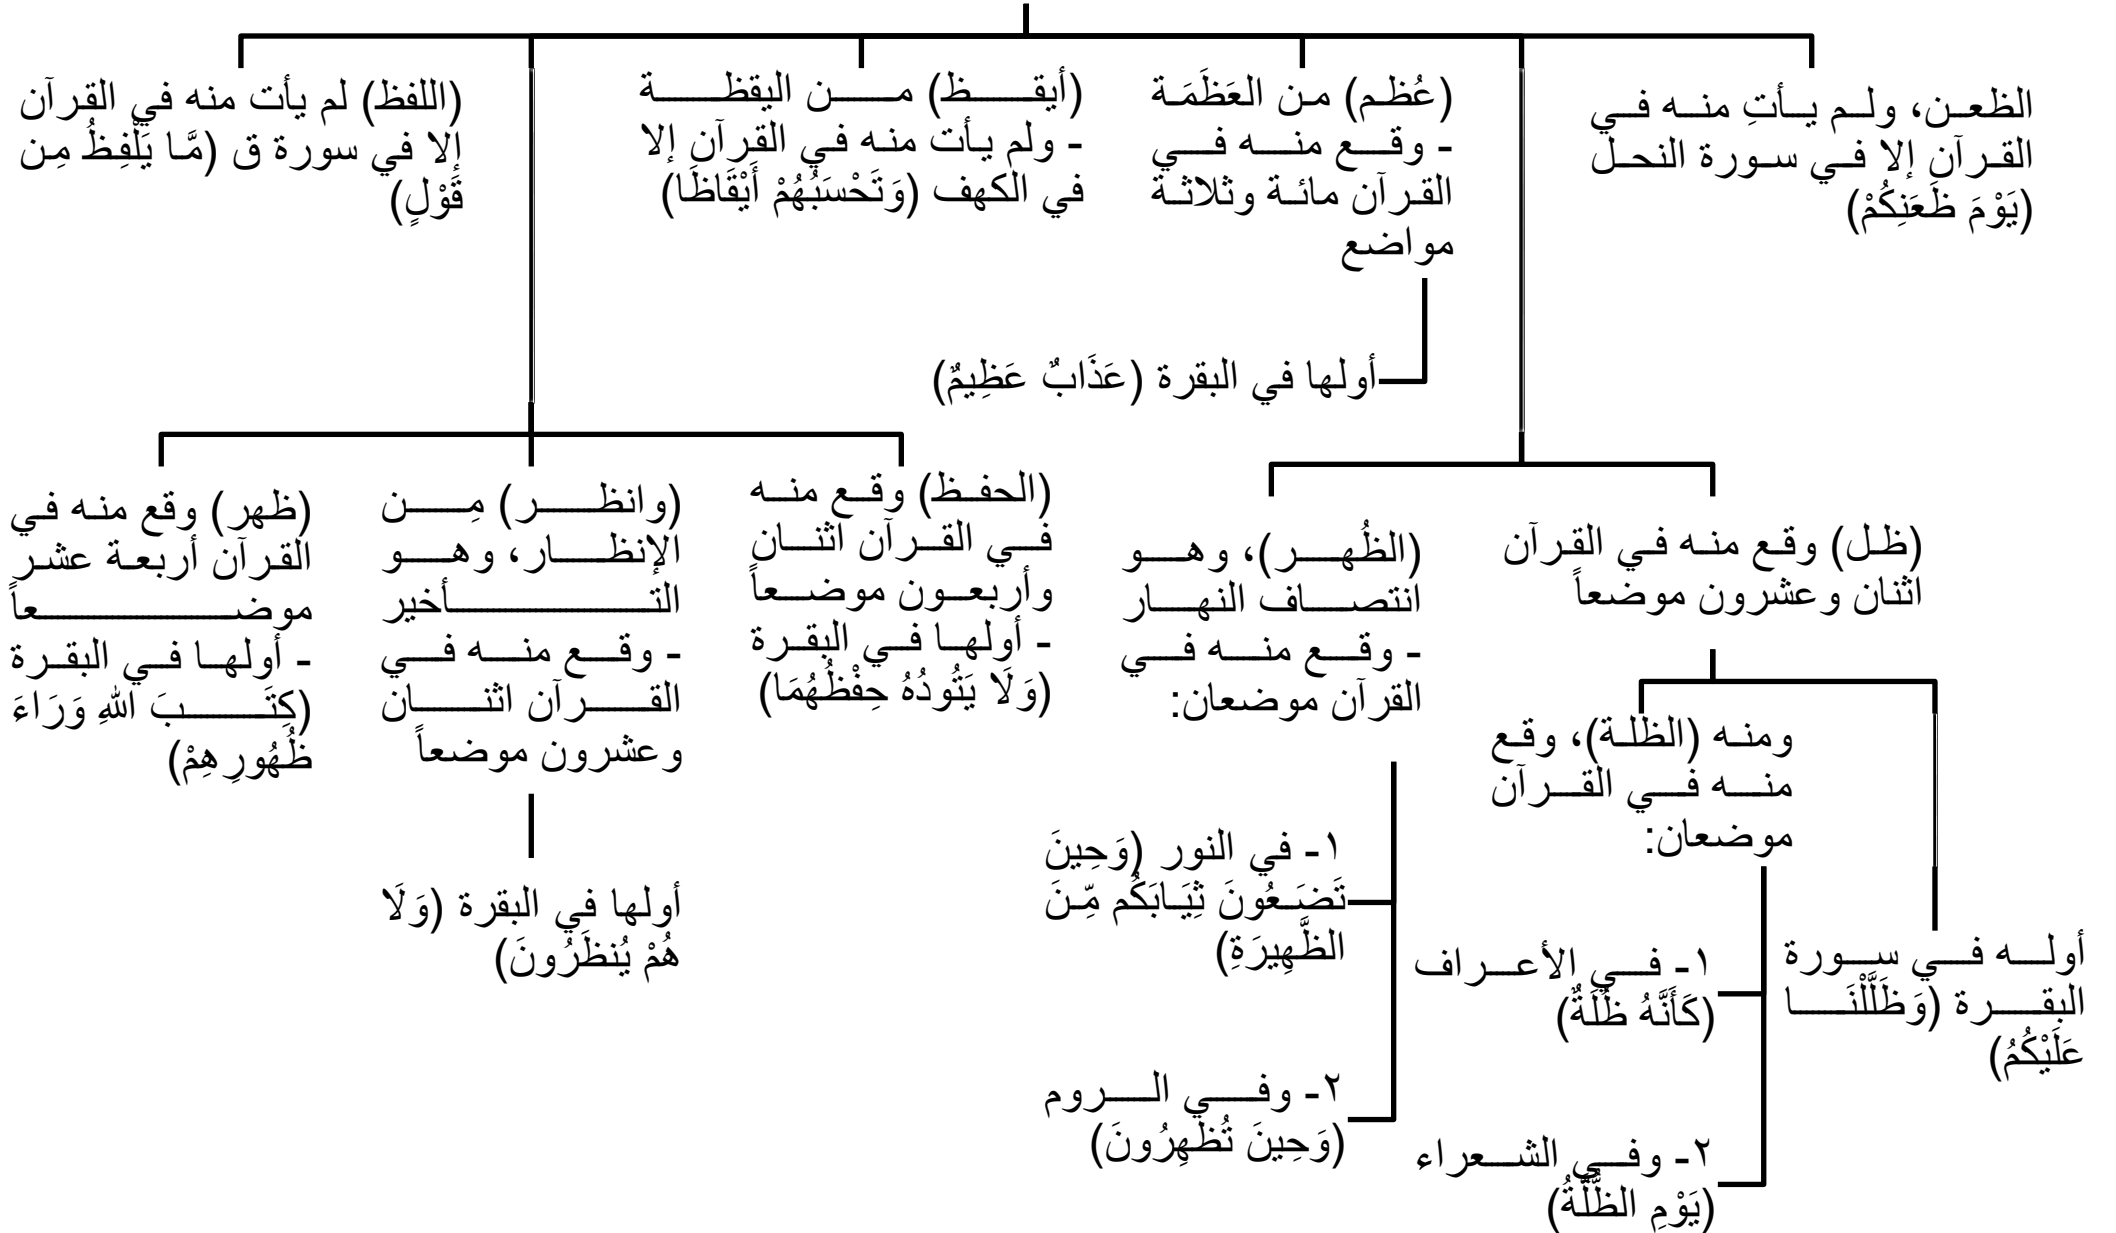 الظعن، ولم يأتِ منه في
القرآن إلا في سورة النحل
(يَوْمَ ظَعَنِكُمْ)
(عُظم) من العَظَمَة
- وقع منه في
القرآن مائة وثلاثة
مواضع
أولها في البقرة (عَذَابٌ عَظِيمٌ)
(أيقظ) من اليقظة
- ولم يأت منه في القرآن إلا
في الكهف (وَتَحْسَبُهُمْ أَيْقَاظًا)
(اللفظ) لم يأت منه في القرآن
إلا في سورة ق (مَّا يَلْفِظُ مِن
قَوْلٍ)
(ظل) وقع منه في القرآن
اثنان وعشرون موضعاً
أوله في سورة
البقرة (وَظَلَّلْنَا
عَلَيْكُمُ)
ومنه (الظلة)، وقع
منه في القرآن
موضعان:
١- في الأعراف
(كَأَنَّهُ ظُلَّةٌ)
٢- وفي الشعراء
(يَوْمِ الظُّلَّةُ)
(الظُهر)، وهو
انتصاف النهار
- وقع منه في
القرآن موضعان:
١- في النور (وَحِينَ
تَضَعُونَ ثِيَابَكُم مِّنَ
الظَّهِيرَةِ)
٢- وفي الروم
(وَحِينَ تُظْهِرُونَ)
(الحفظ) وقع منه
في القرآن اثنان
وأربعون موضعاً
- أولها في البقرة
(وَلَا يَئُودُهُ حِفْظُهُمَا)
(وانظر) مِن
الإنظار، وهو
التأخير
- وقع منه في
القرآن اثنان
وعشرون موضعاً
أولها في البقرة (وَلَا
هُمْ يُنظَرُونَ)
(ظهر) وقع منه في
القرآن أربعة عشر
موضعاً
- أولها في البقرة
(كِتَبَ اللهِ وَرَاءَ
ظُهُورِهِمْ)